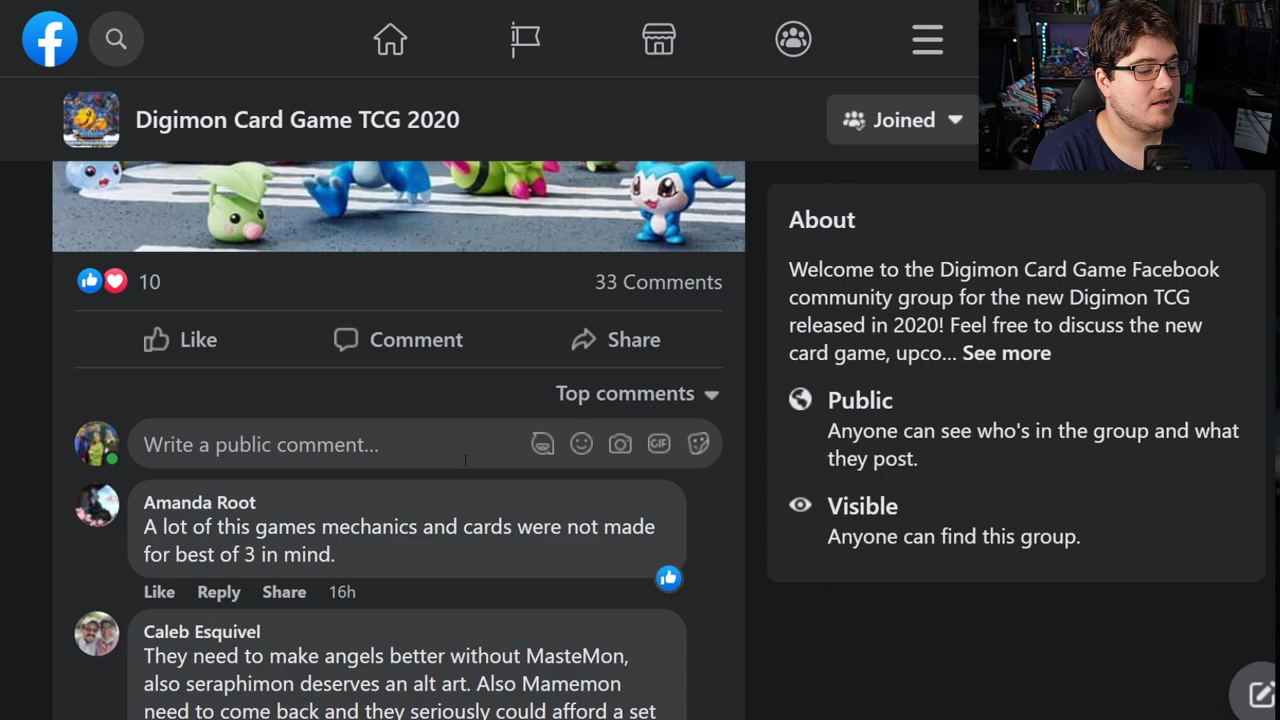 Digimon Card Game TCG 2020
Joined
10
33 Comments
Like
Comment
Share
Top comments
Write a public comment...
GIF
Amanda Root
A lot of this games mechanics and cards were not made
for best of 3 in mind.
Like Reply Share 16h
Caleb Esquivel
They need to make angels better without MasteMon,
also seraphimon deserves an alt art. Also Mamemon
need to come back and they seriously could afford a set
About
Welcome to the Digimon Card Game Facebook
community group for the new Digimon TCG
released in 2020! Feel free to discuss the new
card game, upco... See more
Public
Anyone can see who's in the group and what
they post.
Visible
Anyone can find this group.